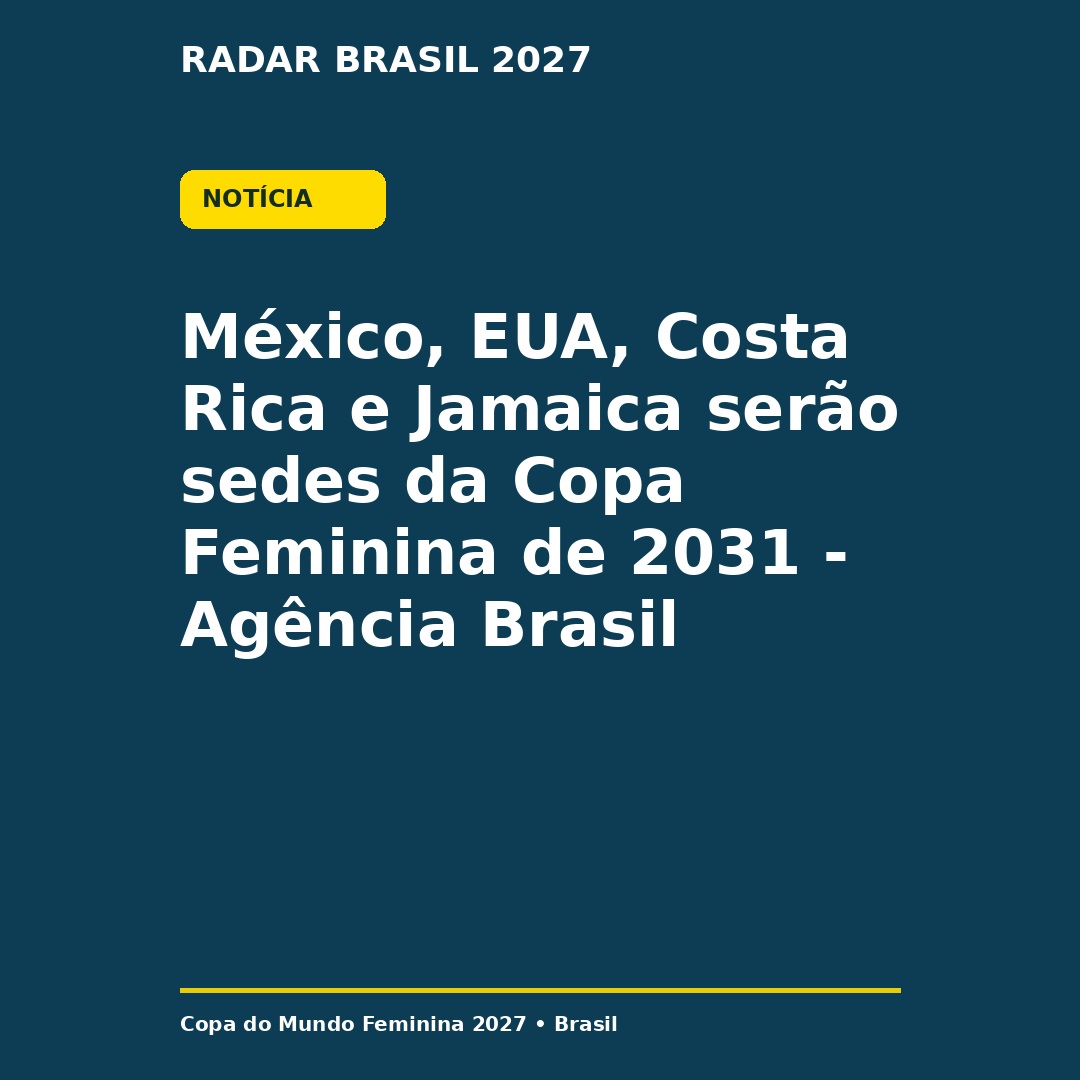 RADAR BRASIL 2027
NOTÍCIA
México, EUA, Costa
Rica e Jamaica serão
sedes da Copa
Feminina de 2031 -
Agência Brasil
Copa do Mundo Feminina 2027 • Brasil